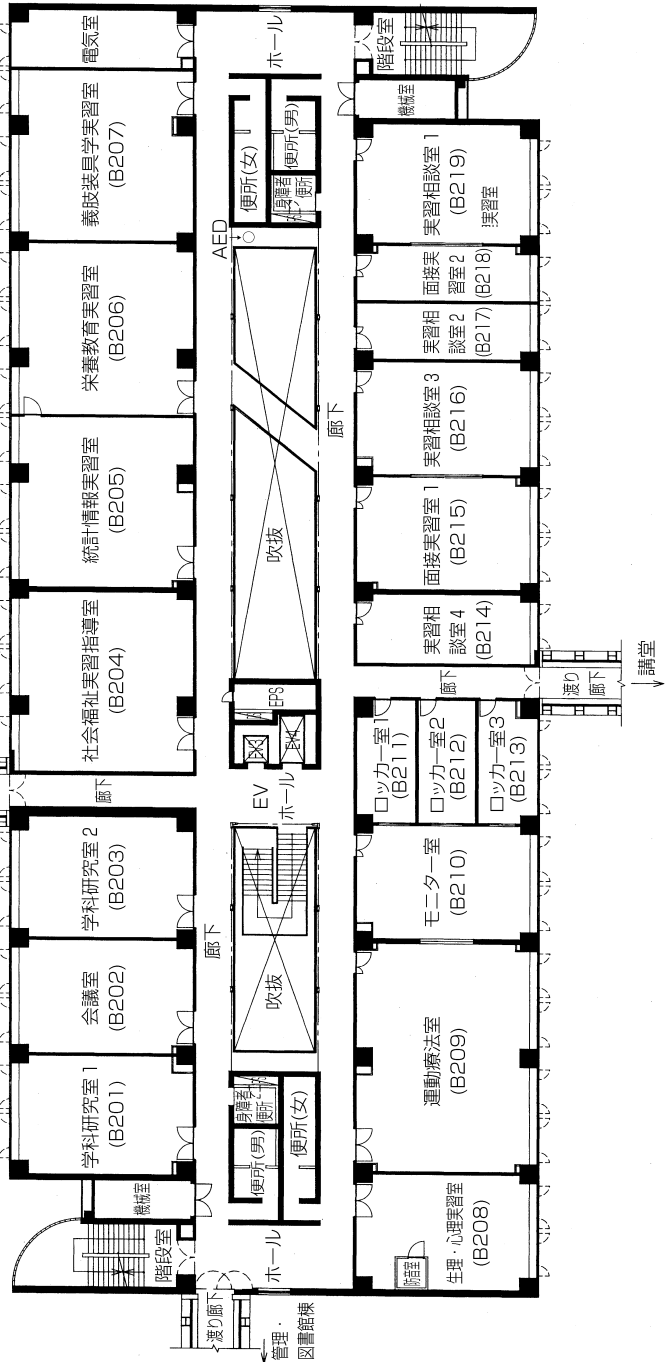 学科研究室 1
(B201)
会議室
(B202)
学科研究室 2
(B203)
廊下
社会福祉実習指導室
(B204)
統計情報実習室
(B205)
栄養教育実習室
(B206)
義肢装具学実習室
(B207)
電気室
階段室
機械室
渡り廊下
管理・
図書館棟
ホール
便所(男)
身障者
便所
便所(女)
廊下
吹抜
EV
ホール
EV3
EV4
EPS
吹抜
廊下
AED
便所(女)
便所(男)
身障者
便所
ホール
階段室
機械室
生理・心理実習室
(B208)
防音室
運動療法室
(B209)
モニター室
(B210)
ロッカー室1
(B211)
ロッカー室2
(B212)
ロッカー室3
(B213)
廊下
渡り
廊下
講堂
実習相
談室 4
(B214)
面接実習室 1
(B215)
実習相談室 3
(B216)
実習相
談室 2
(B217)
面接実
習室 2
(B218)
実習相談室 1
(B219)
実習室